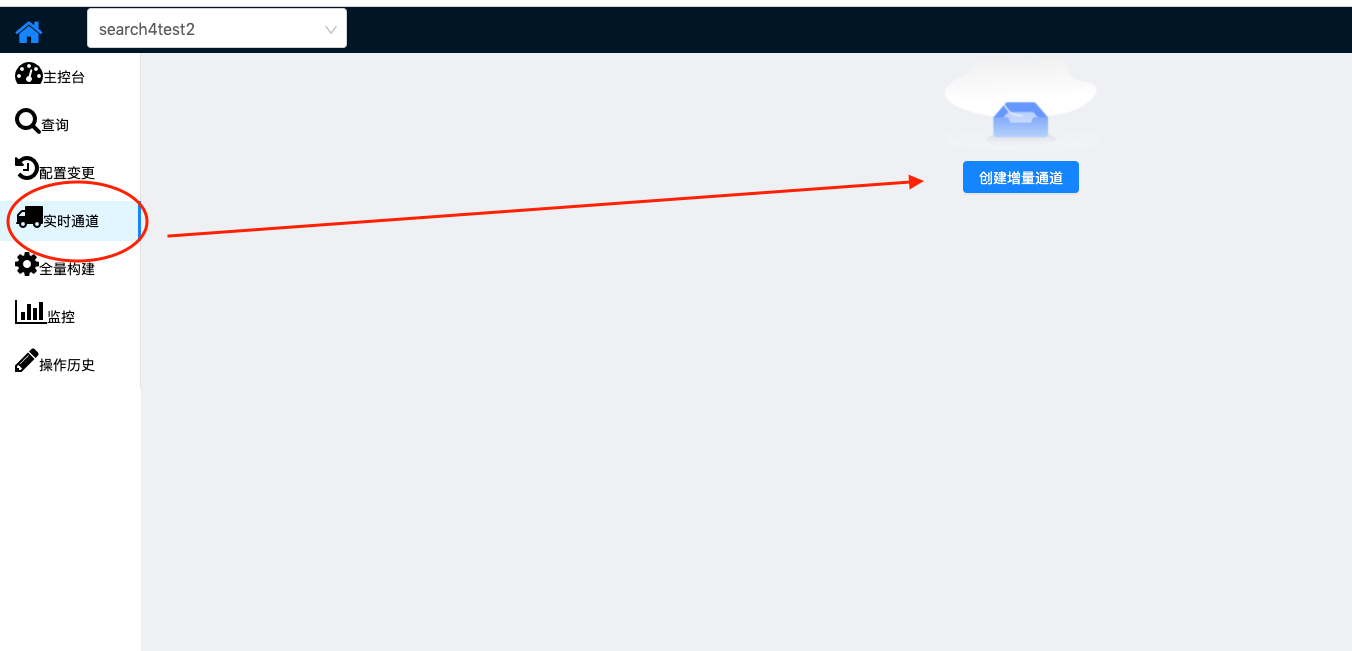 search4test2
主控台
查询
配置变更
实时通道
全量构建
监控
操作历史
创建增量通道